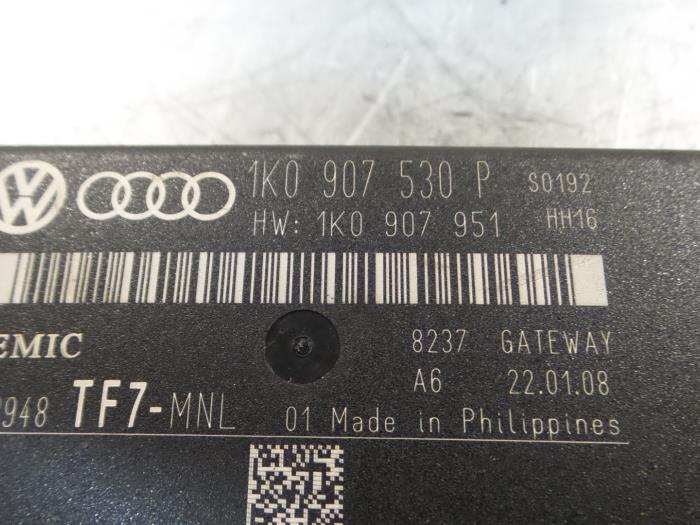 1K0 907 530 P S0192
HW: 1K0 907 951 HH16
EMIC
8237 GATEWAY
A6 22.01.08
948 TF7-MNL 01 Made in Philippines